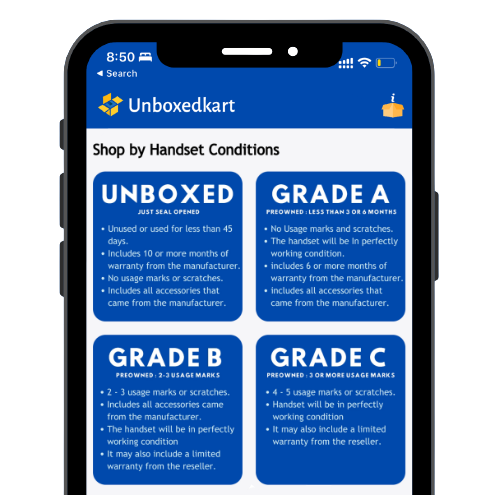 8:50
◄ Search
Unboxedkart
Shop by Handset Conditions
UNBOXED
JUST SEAL OPENED
• Unused or used for less than 45
days.
• Includes 10 or more months of
warranty from the manufacturer.
• No usage marks or scratches.
• Includes all accessories that
came from the manufacturer.
GRADE A
PREOWNED : LESS THAN 3 OR 6 MONTHS
• No Usage marks and scratches.
• The handset will be in perfectly
working condition.
• includes 6 or more months of
warranty from the manufacturer.
• includes all accessories that
came from the manufacturer.
GRADE B
PREOWNED : 2-3 USAGE MARKS
• 2 - 3 usage marks or scratches.
• Includes all accessories came
from the manufacturer.
• The handset will be in perfectly
working condition
• It may also include a limited
warranty from the reseller.
GRADE C
PREOWNED : 3 OR MORE USAGE MARKS
• 4 - 5 usage marks or scratches.
• Handset will be in perfectly
working condition
• It may also include a limited
warranty from the reseller.